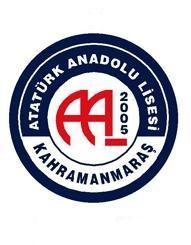 ATATÜRK ANADOLU LİSESİ
AAL
2005
KAHRAMANMARAŞ